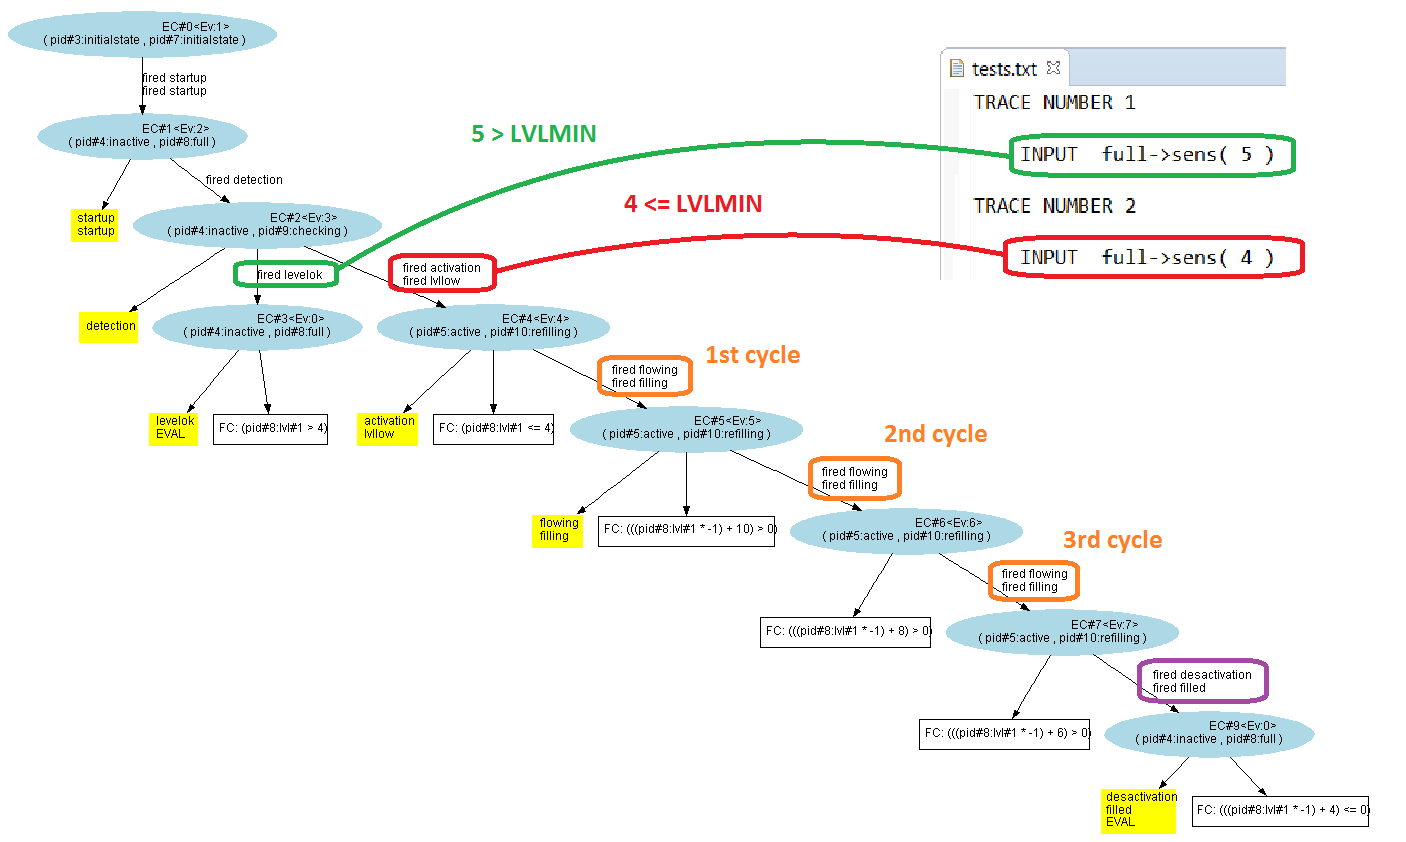 EC#0<Ev:1>
( pid#3:initialstate , pid#7:initialstate )
fired startup
fired startup
EC#1<Ev:2>
( pid#4:inactive , pid#8:full )
startup
startup
fired detection
EC#2<Ev:3>
( pid#4:inactive , pid#9:checking )
detection
fired levelok
fired activation
fired lvllow
EC#3<Ev:0>
( pid#4:inactive , pid#8:full )
EC#4<Ev:4>
( pid#5:active , pid#10:refilling )
levelok
EVAL
FC: (pid#8:lvl#1 > 4)
activation
lvllow
FC: (pid#8:lvl#1 <= 4)
fired flowing
fired filling
1st cycle
EC#5<Ev:5>
( pid#5:active , pid#10:refilling )
flowing
filling
FC: (((pid#8:lvl#1 * -1) + 10) > 0)
fired flowing
fired filling
2nd cycle
EC#6<Ev:6>
( pid#5:active , pid#10:refilling )
FC: (((pid#8:lvl#1 * -1) + 8) > 0)
fired flowing
fired filling
3rd cycle
EC#7<Ev:7>
( pid#5:active , pid#10:refilling )
FC: (((pid#8:lvl#1 * -1) + 6) > 0)
fired desactivation
fired filled
EC#9<Ev:0>
( pid#4:inactive , pid#8:full )
desactivation
filled
EVAL
FC: (((pid#8:lvl#1 * -1) + 4) <= 0)
5 > LVLMIN
4 <= LVLMIN
tests.txt
TRACE NUMBER 1
INPUT full->sens( 5 )
TRACE NUMBER 2
INPUT full->sens( 4 )